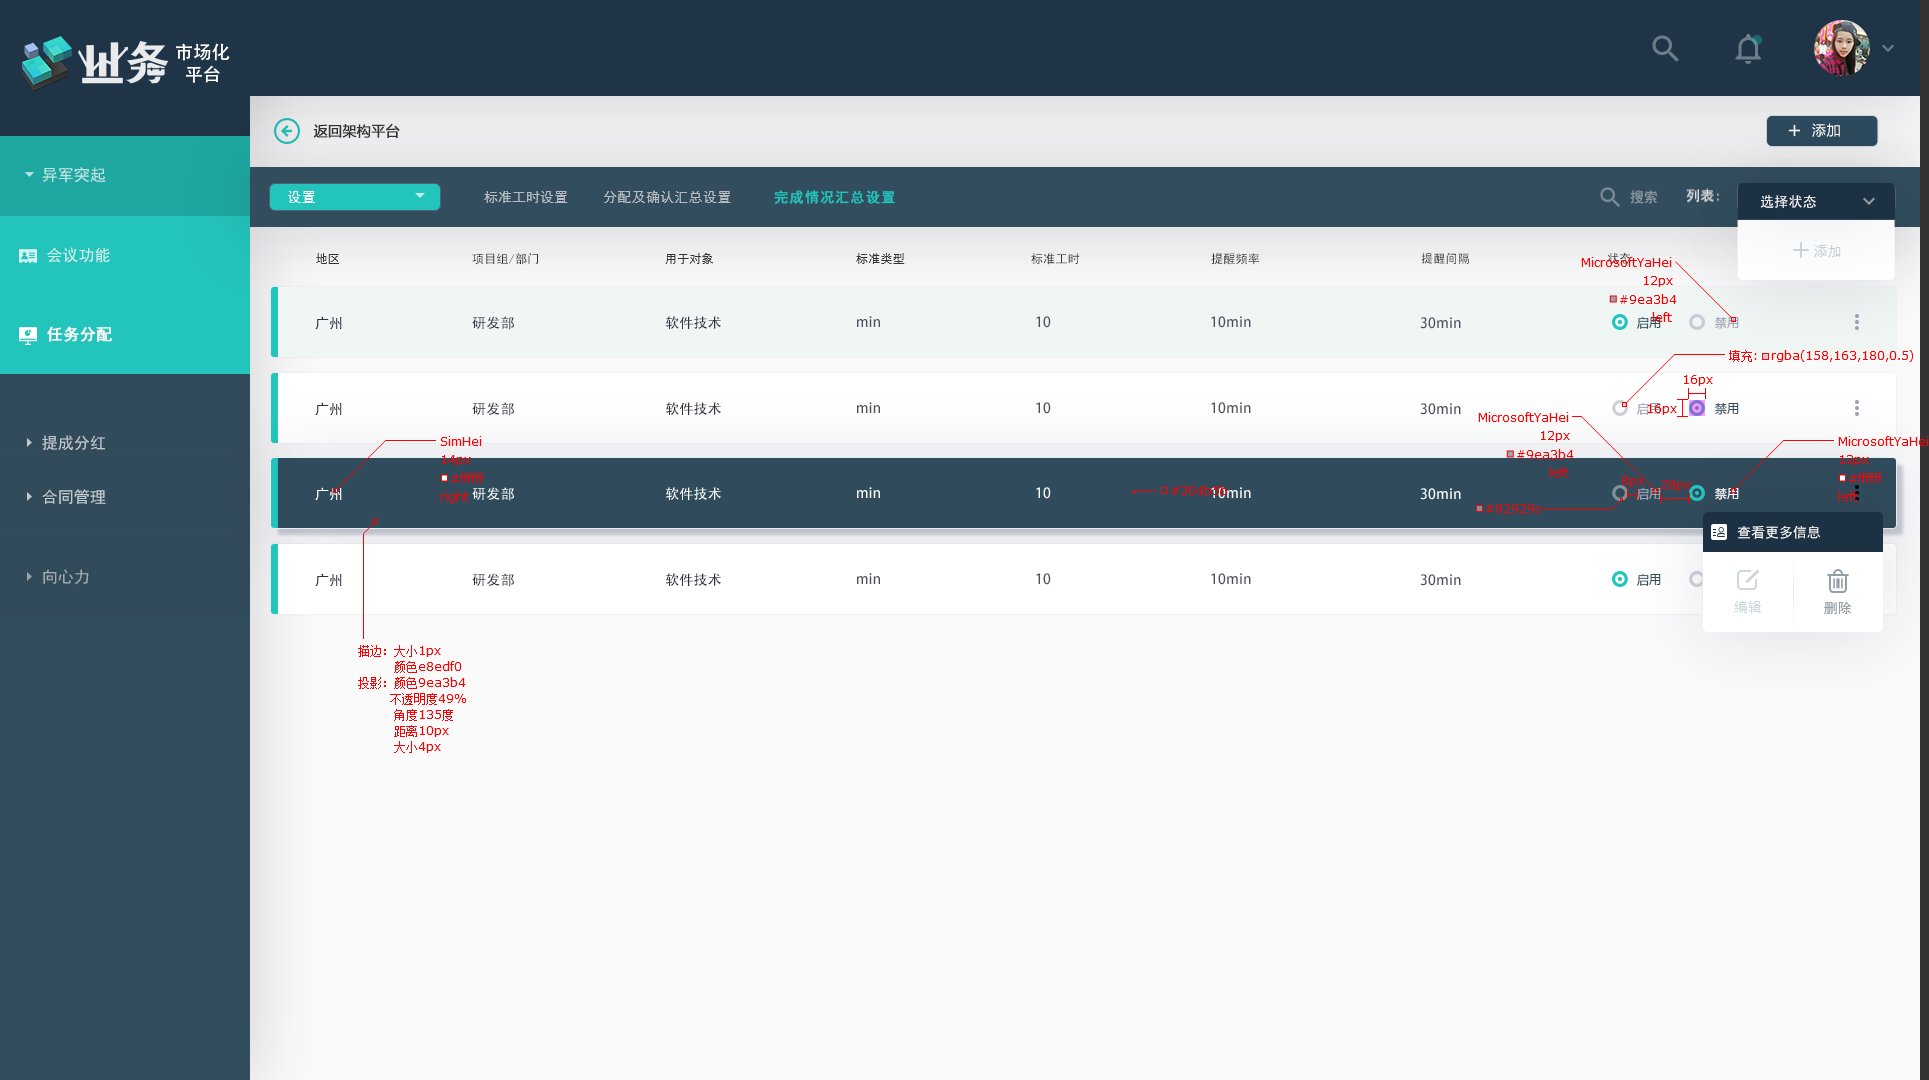 业务 市场化
平台
返回架构平台
+ 添加
异军突起
会议功能
任务分配
提成分红
合同管理
向心力
设置
标准工时设置
分配及确认汇总设置
完成情况汇总设置
搜索
列表:
选择状态
添加
地区
项目组/部门
用于对象
标准类型
标准工时
提醒频率
提醒间隔
状态
MicrosoftYaHei
12px
#9ea3b4
left
广州
研发部
软件技术
min
10
10min
30min
启用
禁用
填充: rgba(158,163,180,0.5)
16px
广州
研发部
软件技术
min
10
10min
30min
启用
16px
禁用
MicrosoftYaHei
12px
#9ea3b4
left
SimHei
14px
#ffffff
right
MicrosoftYaHei
12px
#ffffff
left
广州
研发部
软件技术
min
10
10min
30min
8px
启用
28px
禁用
查看更多信息
编辑
删除
广州
研发部
软件技术
min
10
10min
30min
启用
描边: 大小1px
颜色e8edf0
投影: 颜色9ea3b4
不透明度49%
角度135度
距离10px
大小4px